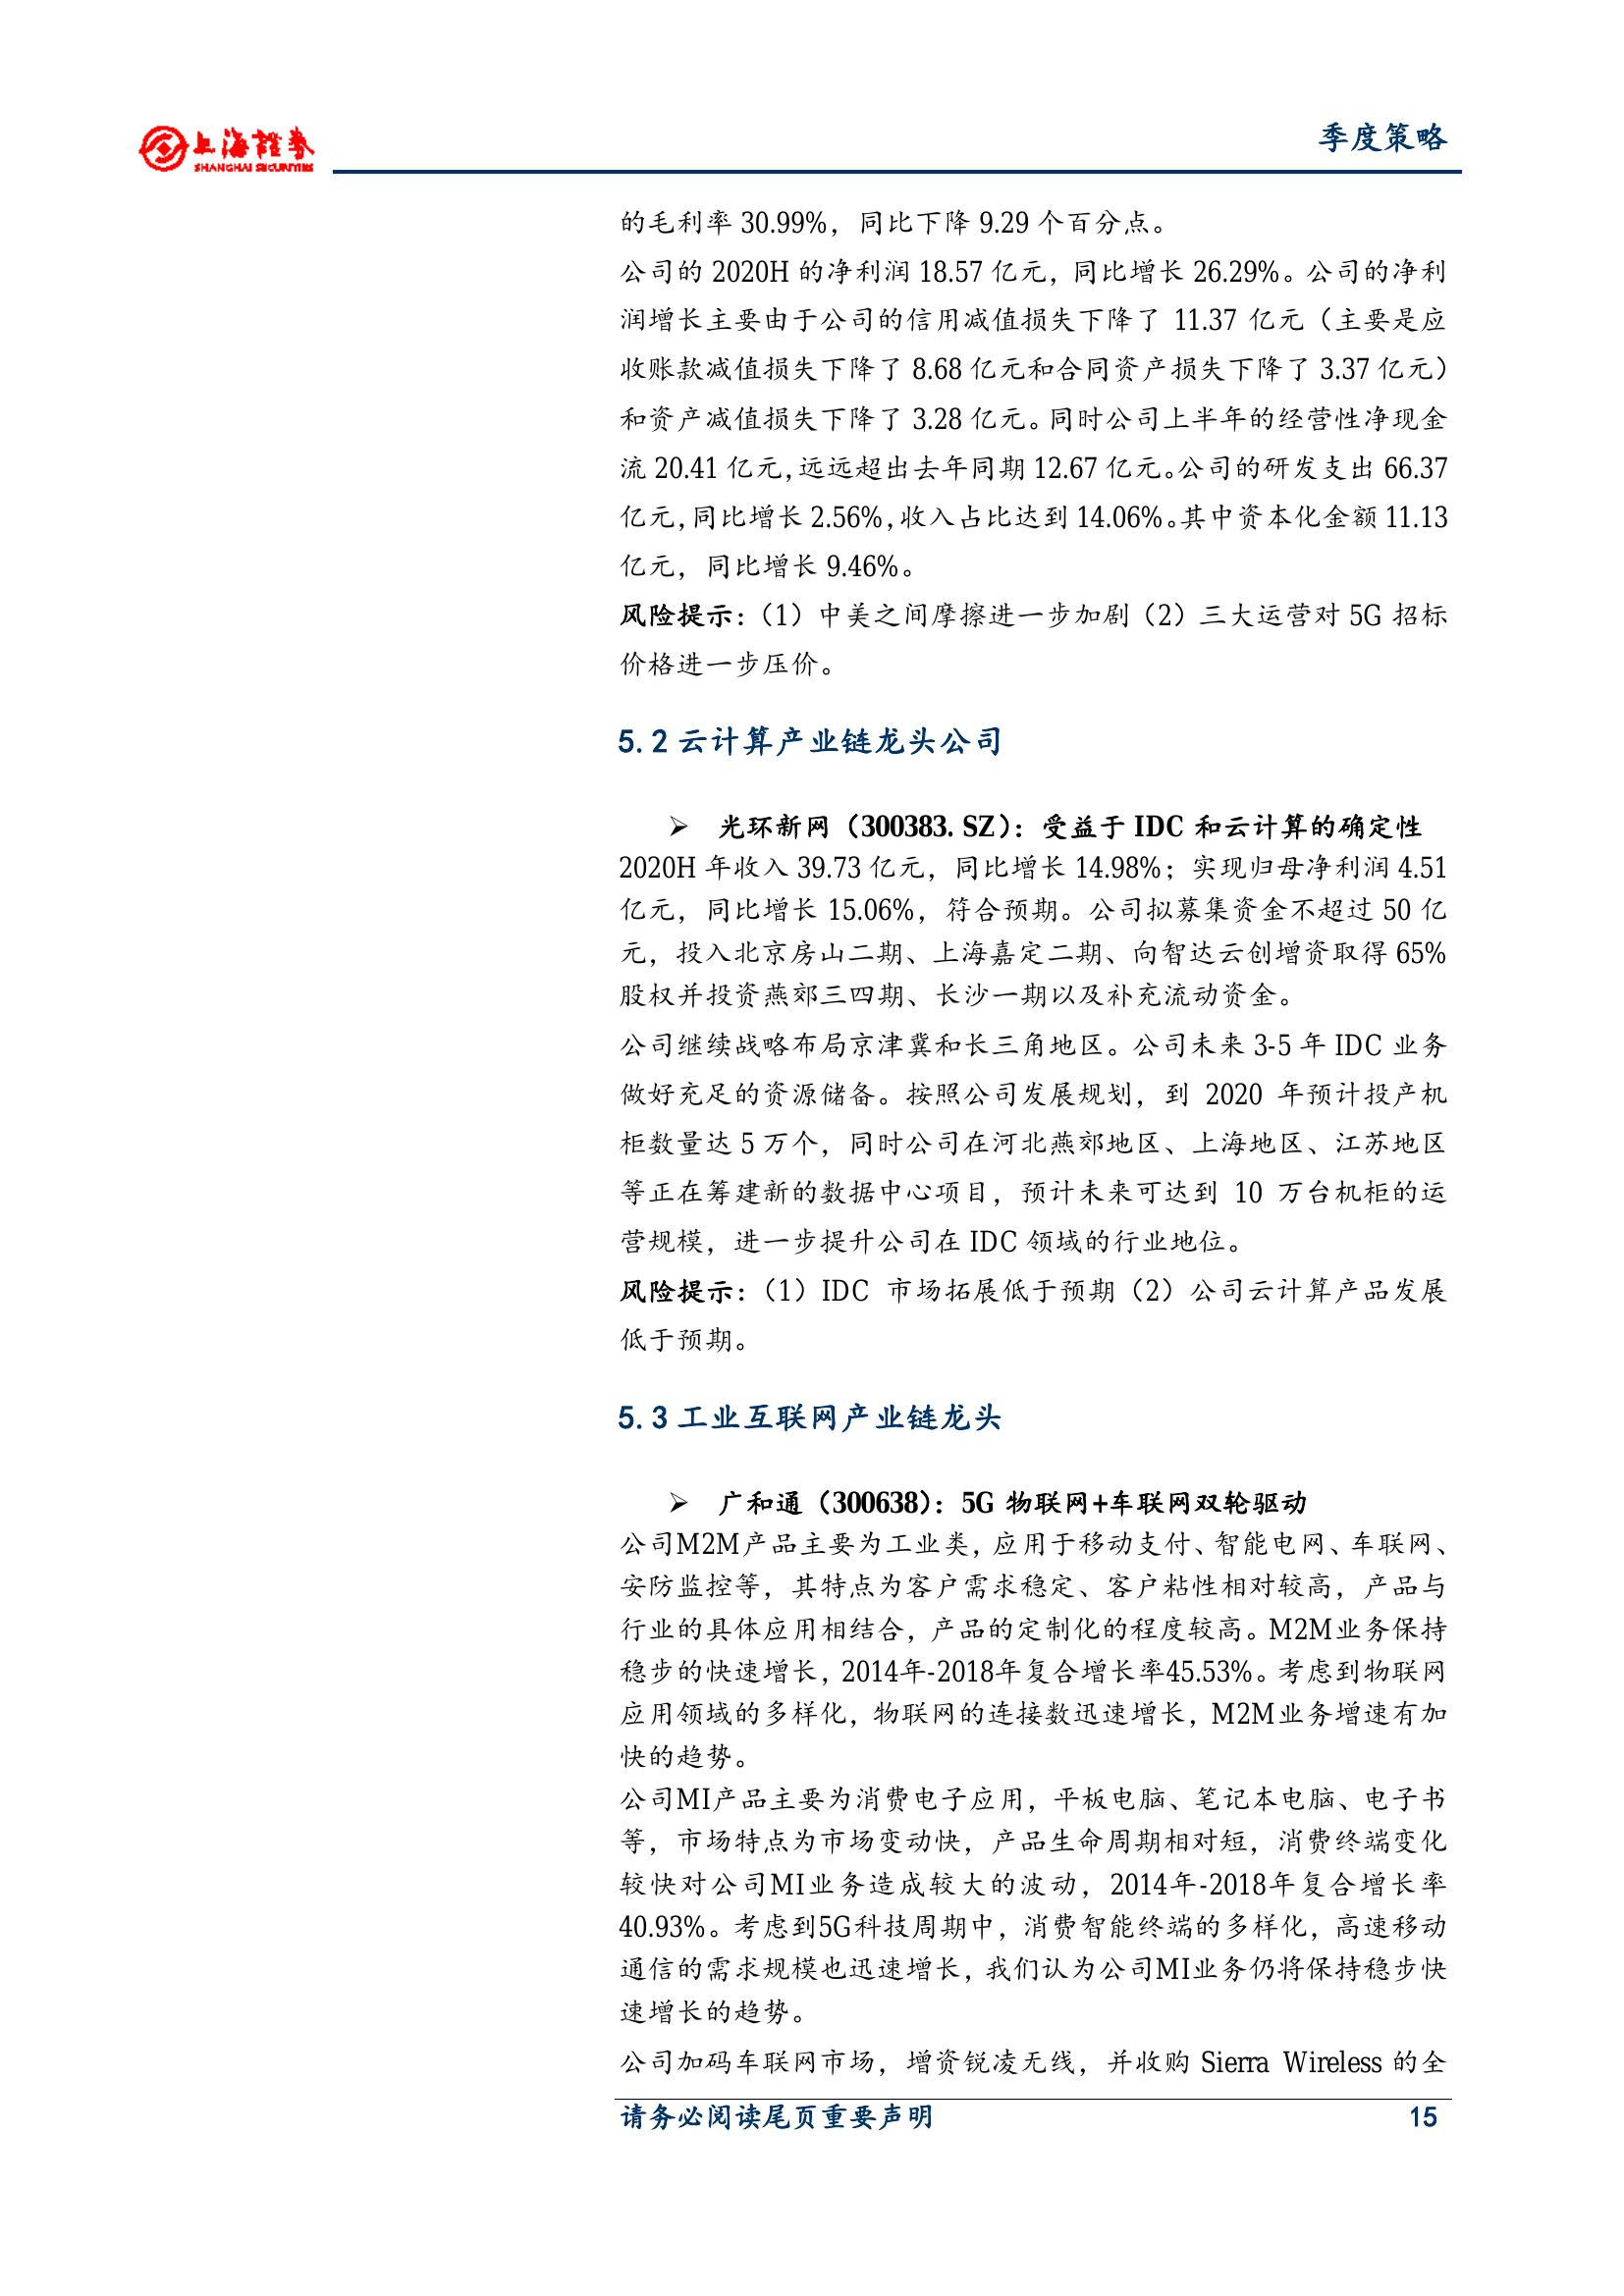 上海證券
SHANGHAI SECURITIES
季度策略
的毛利率 30.99%，同比下降 9.29 个百分点。
公司的 2020H 的净利润 18.57 亿元，同比增长 26.29%。公司的净利
润增长主要由于公司的信用减值损失下降了 11.37 亿元（主要是应
收账款减值损失下降了 8.68 亿元和合同资产损失下降了 3.37 亿元）
和资产减值损失下降了 3.28 亿元。同时公司上半年的经营性净现金
流 20.41 亿元，远远超出去年同期 12.67 亿元。公司的研发支出 66.37
亿元，同比增长 2.56%，收入占比达到 14.06%。其中资本化金额 11.13
亿元，同比增长 9.46%。
风险提示：（1）中美之间摩擦进一步加剧（2）三大运营对 5G 招标
价格进一步压价。
5.2 云计算产业链龙头公司
➢ 光环新网（300383. SZ）：受益于 IDC 和云计算的确定性
2020H 年收入 39.73 亿元，同比增长 14.98%；实现归母净利润 4.51
亿元，同比增长 15.06%，符合预期。公司拟募集资金不超过 50 亿
元，投入北京房山二期、上海嘉定二期、向智达云创增资取得 65%
股权并投资燕郊三四期、长沙一期以及补充流动资金。
公司继续战略布局京津冀和长三角地区。公司未来 3-5 年 IDC 业务
做好充足的资源储备。按照公司发展规划，到 2020 年预计投产机
柜数量达 5 万个，同时公司在河北燕郊地区、上海地区、江苏地区
等正在筹建新的数据中心项目，预计未来可达到 10 万台机柜的运
营规模，进一步提升公司在 IDC 领域的行业地位。
风险提示：（1）IDC 市场拓展低于预期（2）公司云计算产品发展
低于预期。
5.3 工业互联网产业链龙头
➢ 广和通（300638）：5G 物联网+车联网双轮驱动
公司M2M产品主要为工业类，应用于移动支付、智能电网、车联网、
安防监控等，其特点为客户需求稳定、客户粘性相对较高，产品与
行业的具体应用相结合，产品的定制化的程度较高。M2M业务保持
稳步的快速增长，2014年-2018年复合增长率45.53%。考虑到物联网
应用领域的多样化，物联网的连接数迅速增长，M2M业务增速有加
快的趋势。
公司MI产品主要为消费电子应用，平板电脑、笔记本电脑、电子书
等，市场特点为市场变动快，产品生命周期相对短，消费终端变化
较快对公司MI业务造成较大的波动，2014年-2018年复合增长率
40.93%。考虑到5G科技周期中，消费智能终端的多样化，高速移动
通信的需求规模也迅速增长，我们认为公司MI业务仍将保持稳步快
速增长的趋势。
公司加码车联网市场，增资锐凌无线，并收购 Sierra Wireless 的全
请务必阅读尾页重要声明 15